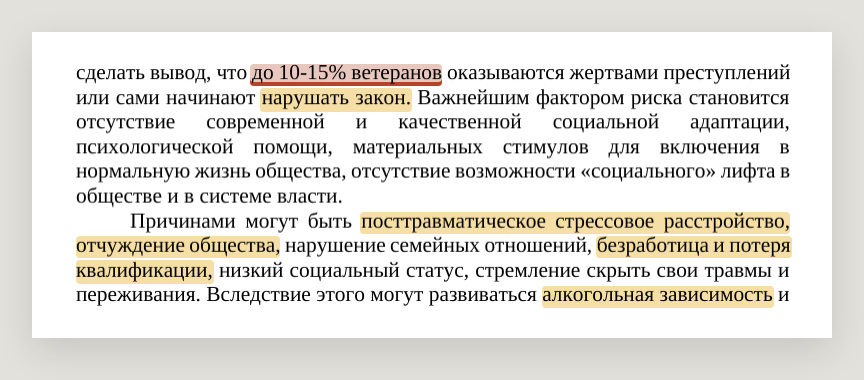 сделать вывод, что до 10-15% ветеранов оказываются жертвами преступлений
или сами начинают нарушать закон. Важнейшим фактором риска становится
отсутствие современной и качественной социальной адаптации,
психологической помощи, материальных стимулов для включения в
нормальную жизнь общества, отсутствие возможности «социального» лифта в
обществе и в системе власти.
Причинами могут быть посттравматическое стрессовое расстройство,
отчуждение общества, нарушение семейных отношений, безработица и потеря
квалификации, низкий социальный статус, стремление скрыть свои травмы и
переживания. Вследствие этого могут развиваться алкогольная зависимость и